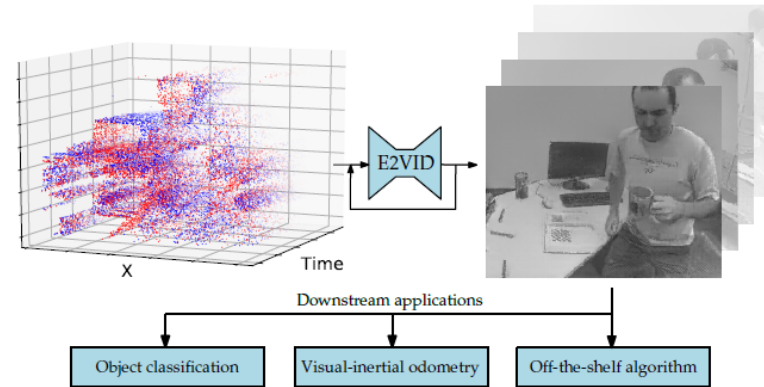 E2VID
Time
X
Downstream applications
Object classification
Visual-inertial odometry
Off-the-shelf algorithm